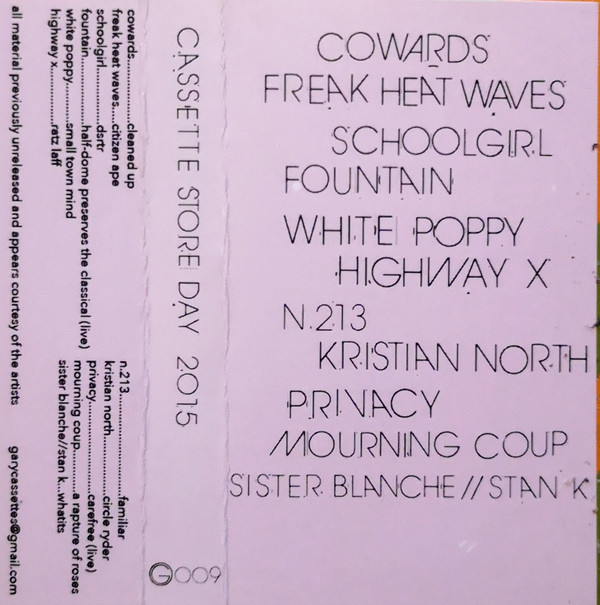 COWARDS
FREAK HEAT WAVES
SCHOOLGIRL
FOUNTAIN
WHITE POPPY
HIGHWAY X
N.213
KRISTIAN NORTH
PRIVACY
MOURNING COUP
SISTER BLANCHE//STAN K
CASSETTE STORE DAY 2015
G009
cowards..................cleaned up
freak heat waves....citizen ape
schoolgirl..............dsrtr
fountain................half-dome preserves the classical (live)
white poppy.........small town mind
highway x............ratz laff
n.213........................familiar
kristian north............circle ryder
privacy.....................carefree (live)
mourning coup.........a rapture of roses
sister blanche//stan k...whatits
all material previously unreleased and appears courtesy of the artists
garycassettes@gmail.com